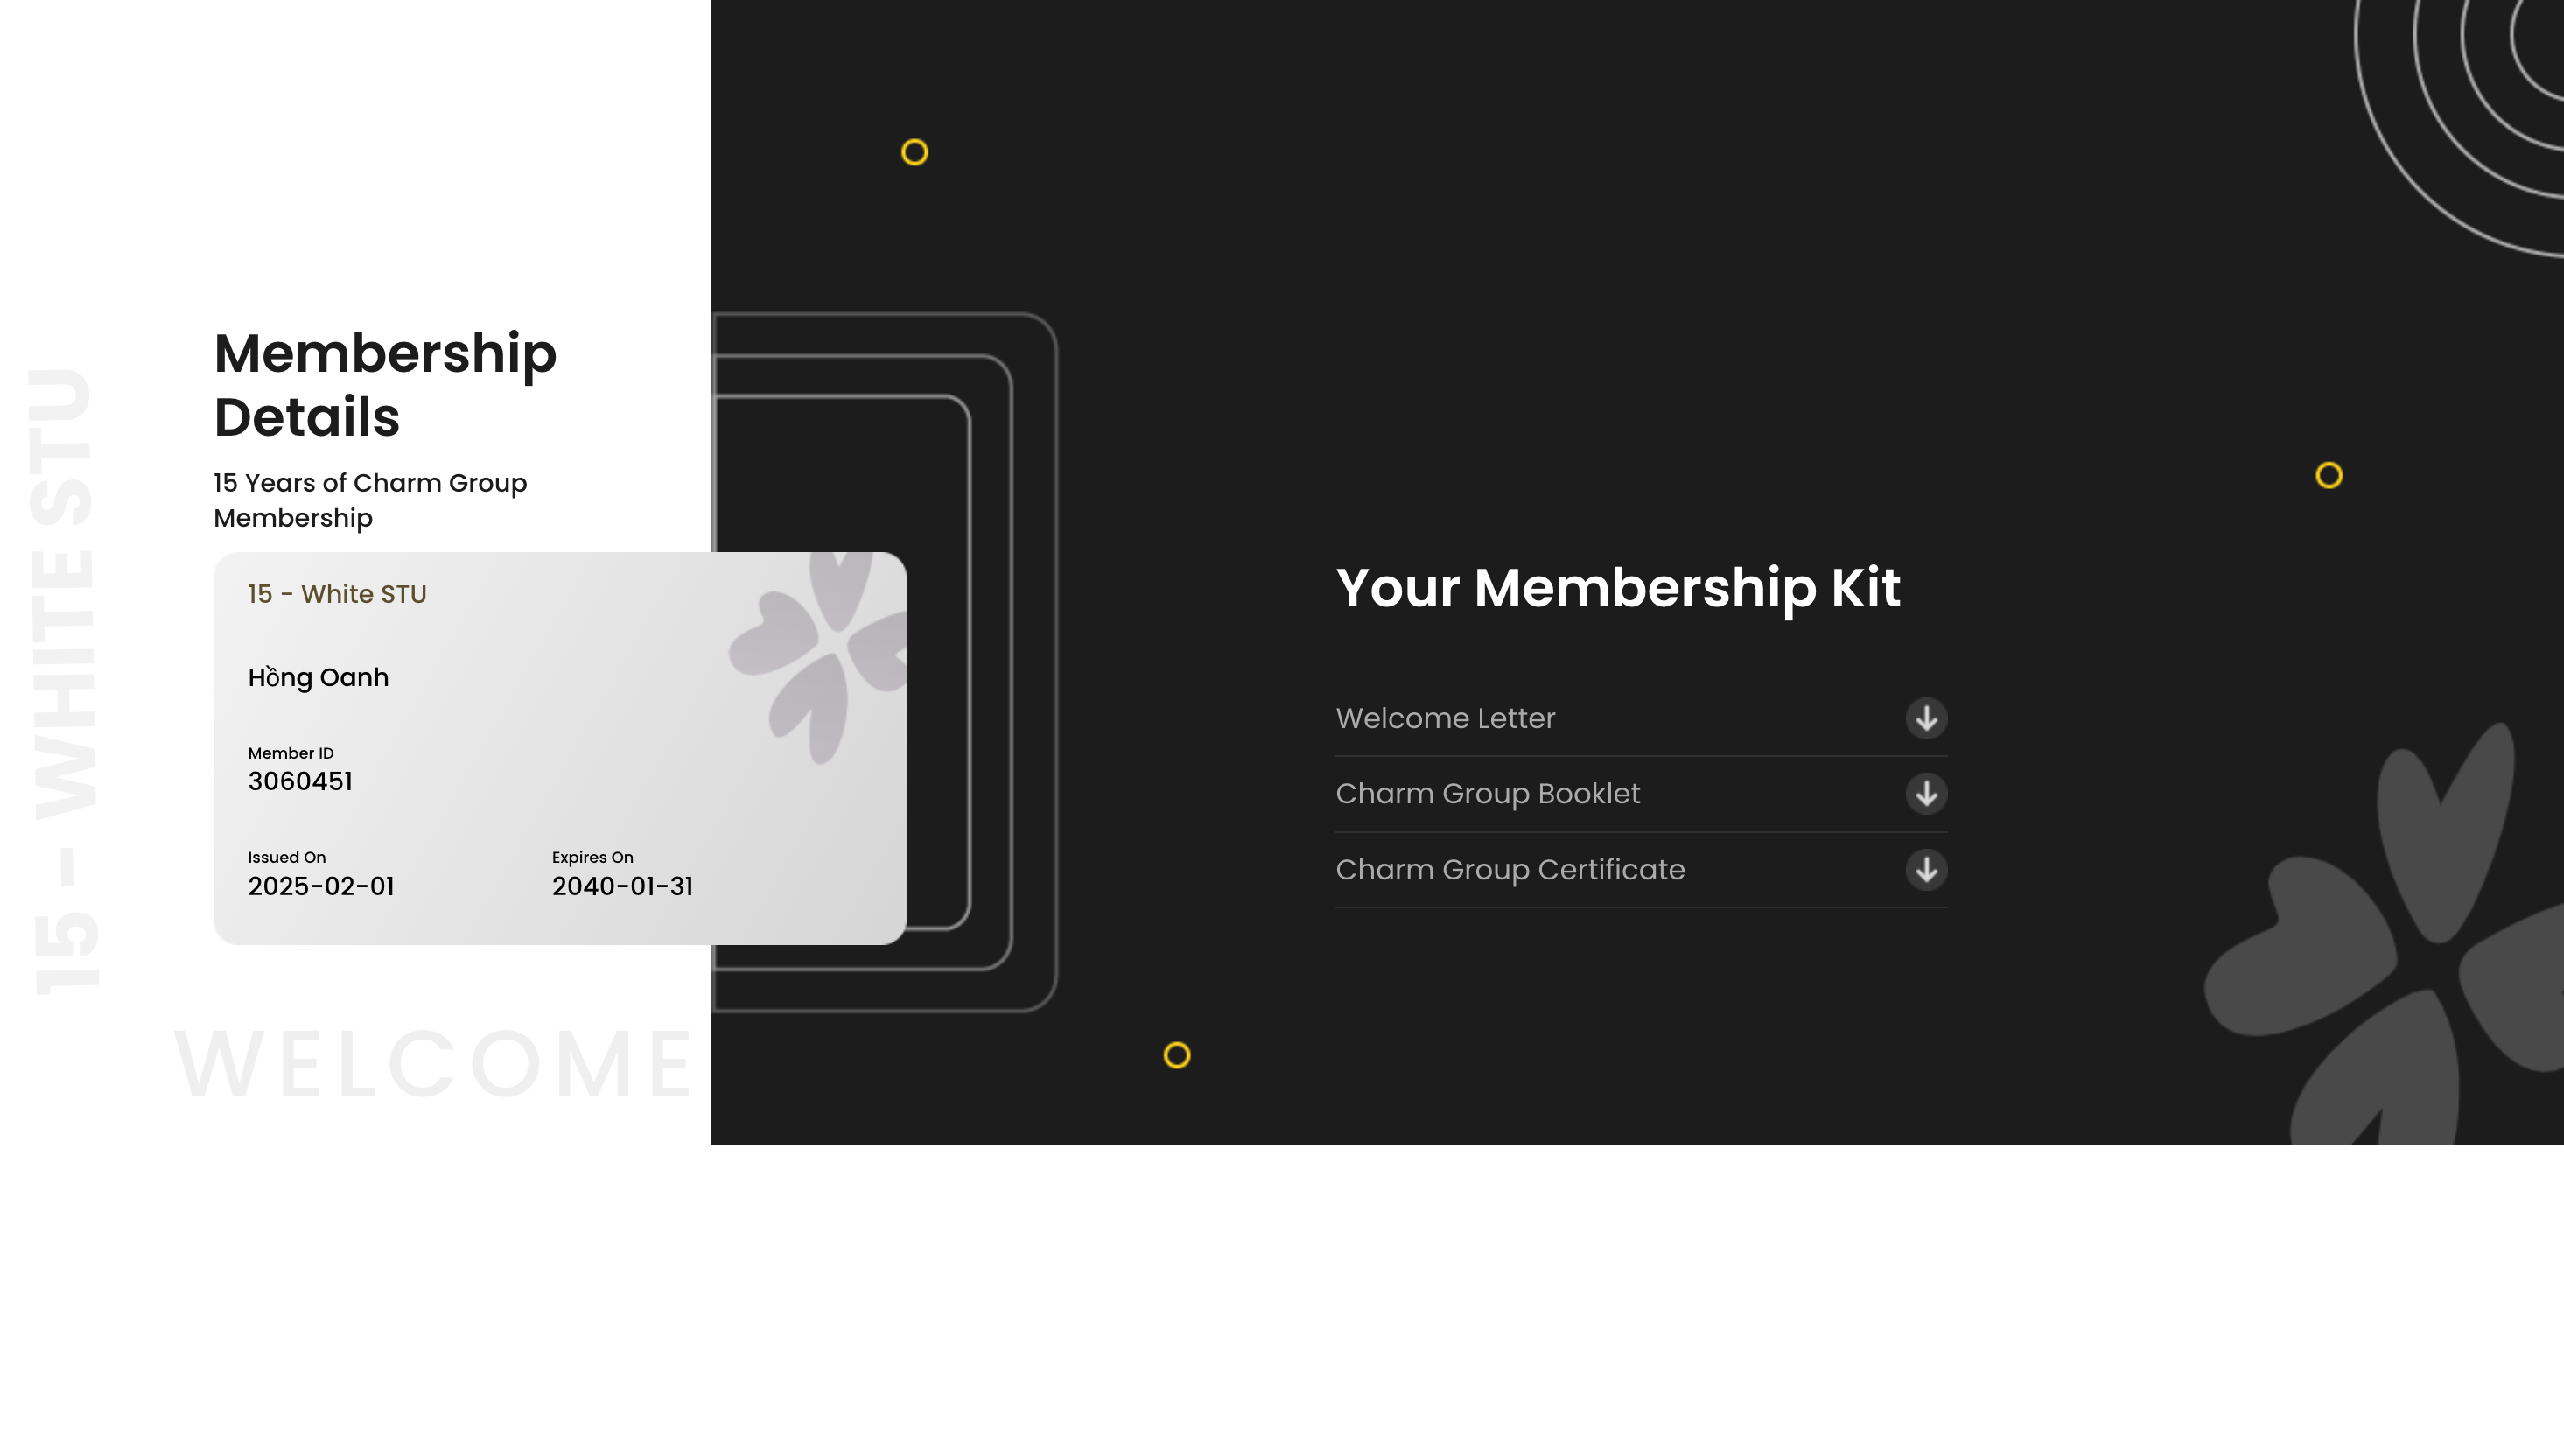 15 - WHITE STU
Membership
Details
15 Years of Charm Group
Membership
15 - White STU
Hồng Oanh
Member ID
3060451
Issued On
2025-02-01
Expires On
2040-01-31
WELCOME
Your Membership Kit
Welcome Letter
Charm Group Booklet
Charm Group Certificate